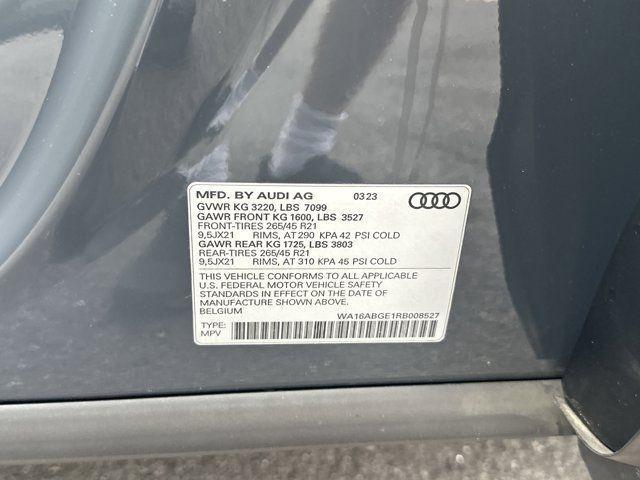 MFD. BY AUDI AG 03 23
GVWR KG 3220, LBS 7099
GAWR FRONT KG 1600, LBS 3527
FRONT-TIRES 265/45 R21
9,5JX21 RIMS, AT 290 KPA 42 PSI COLD
GAWR REAR KG 1725, LBS 3803
REAR-TIRES 265/45 R21
9,5JX21 RIMS, AT 310 KPA 45 PSI COLD
THIS VEHICLE CONFORMS TO ALL APPLICABLE
U.S. FEDERAL MOTOR VEHICLE SAFETY
STANDARDS IN EFFECT ON THE DATE OF
MANUFACTURE SHOWN ABOVE.
BELGIUM
WA16ABGE1RB008527
TYPE:
MPV